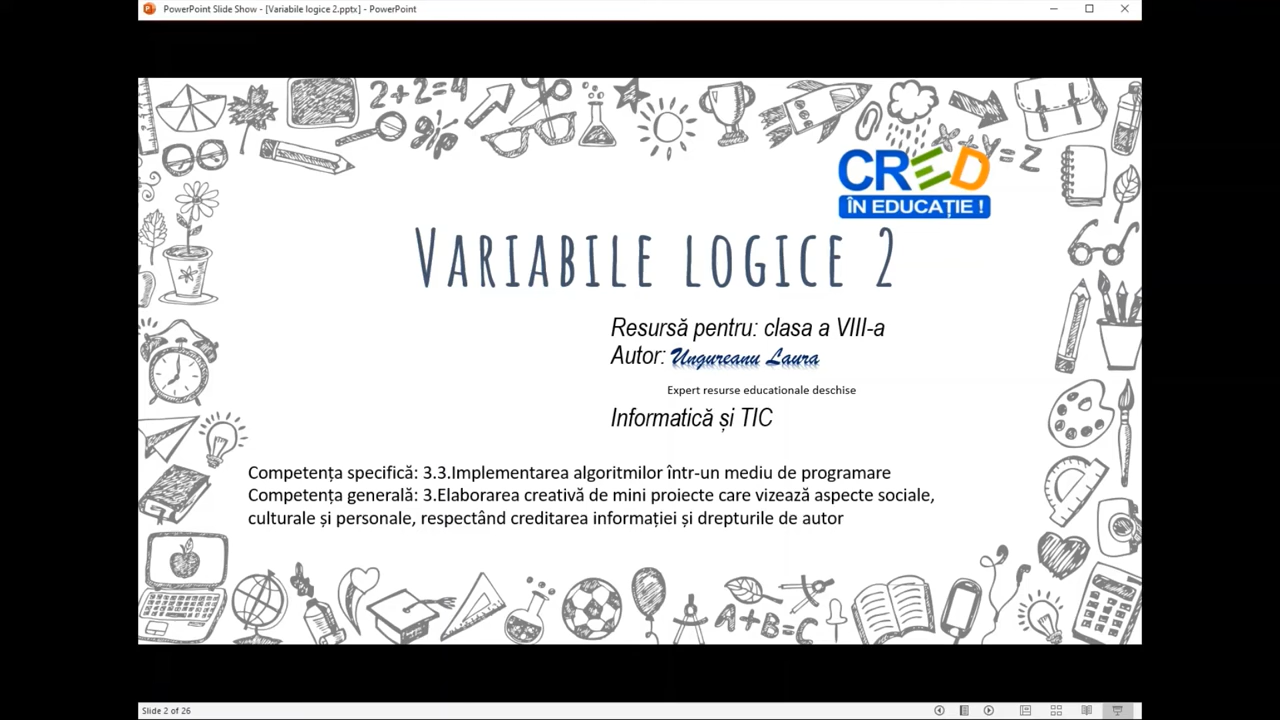 PowerPoint Slide Show - [Variabile logice 2.pptx] - PowerPoint
2+2=4
%
X+Y=Z
CRED
ÎN EDUCAȚIE !
VARIABILE LOGICE 2
Resursă pentru: clasa a VIII-a
Autor: Ungureanu Laura
Expert resurse educationale deschise
Informatică și TIC
Competența specifică: 3.3.Implementarea algoritmilor într-un mediu de programare
Competența generală: 3.Elaborarea creativă de mini proiecte care vizează aspecte sociale,
culturale și personale, respectând creditarea informației și drepturile de autor
A+B=C
Slide 2 of 26